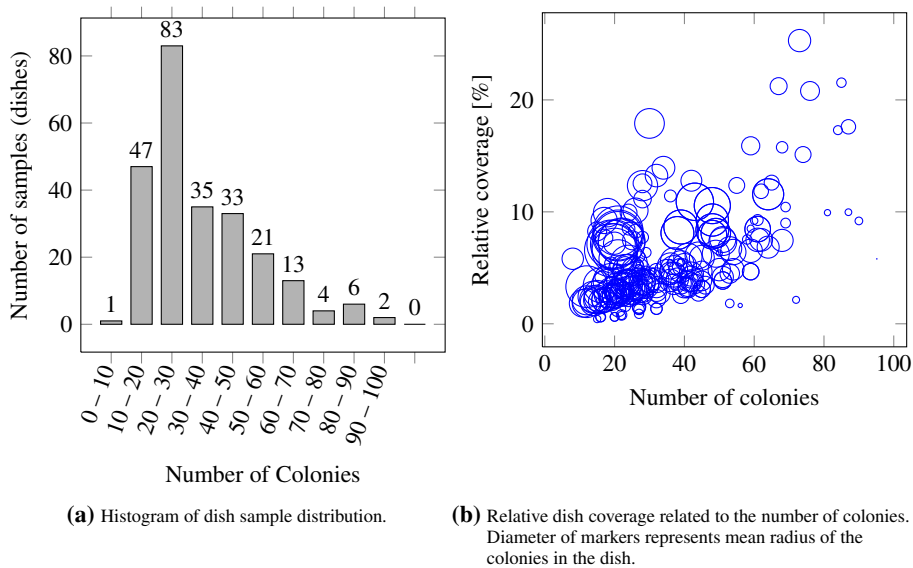 Number of samples (dishes)
80
60
40
20
0
1
47
83
35
33
21
13
4
6
2
0
0 – 10
10 – 20
20 – 30
30 – 40
40 – 50
50 – 60
60 – 70
70 – 80
80 – 90
90 – 100
Number of Colonies
(a) Histogram of dish sample distribution.
Relative coverage [%]
20
10
0
0
20
40
60
80
100
Number of colonies
(b) Relative dish coverage related to the number of colonies.
Diameter of markers represents mean radius of the
colonies in the dish.